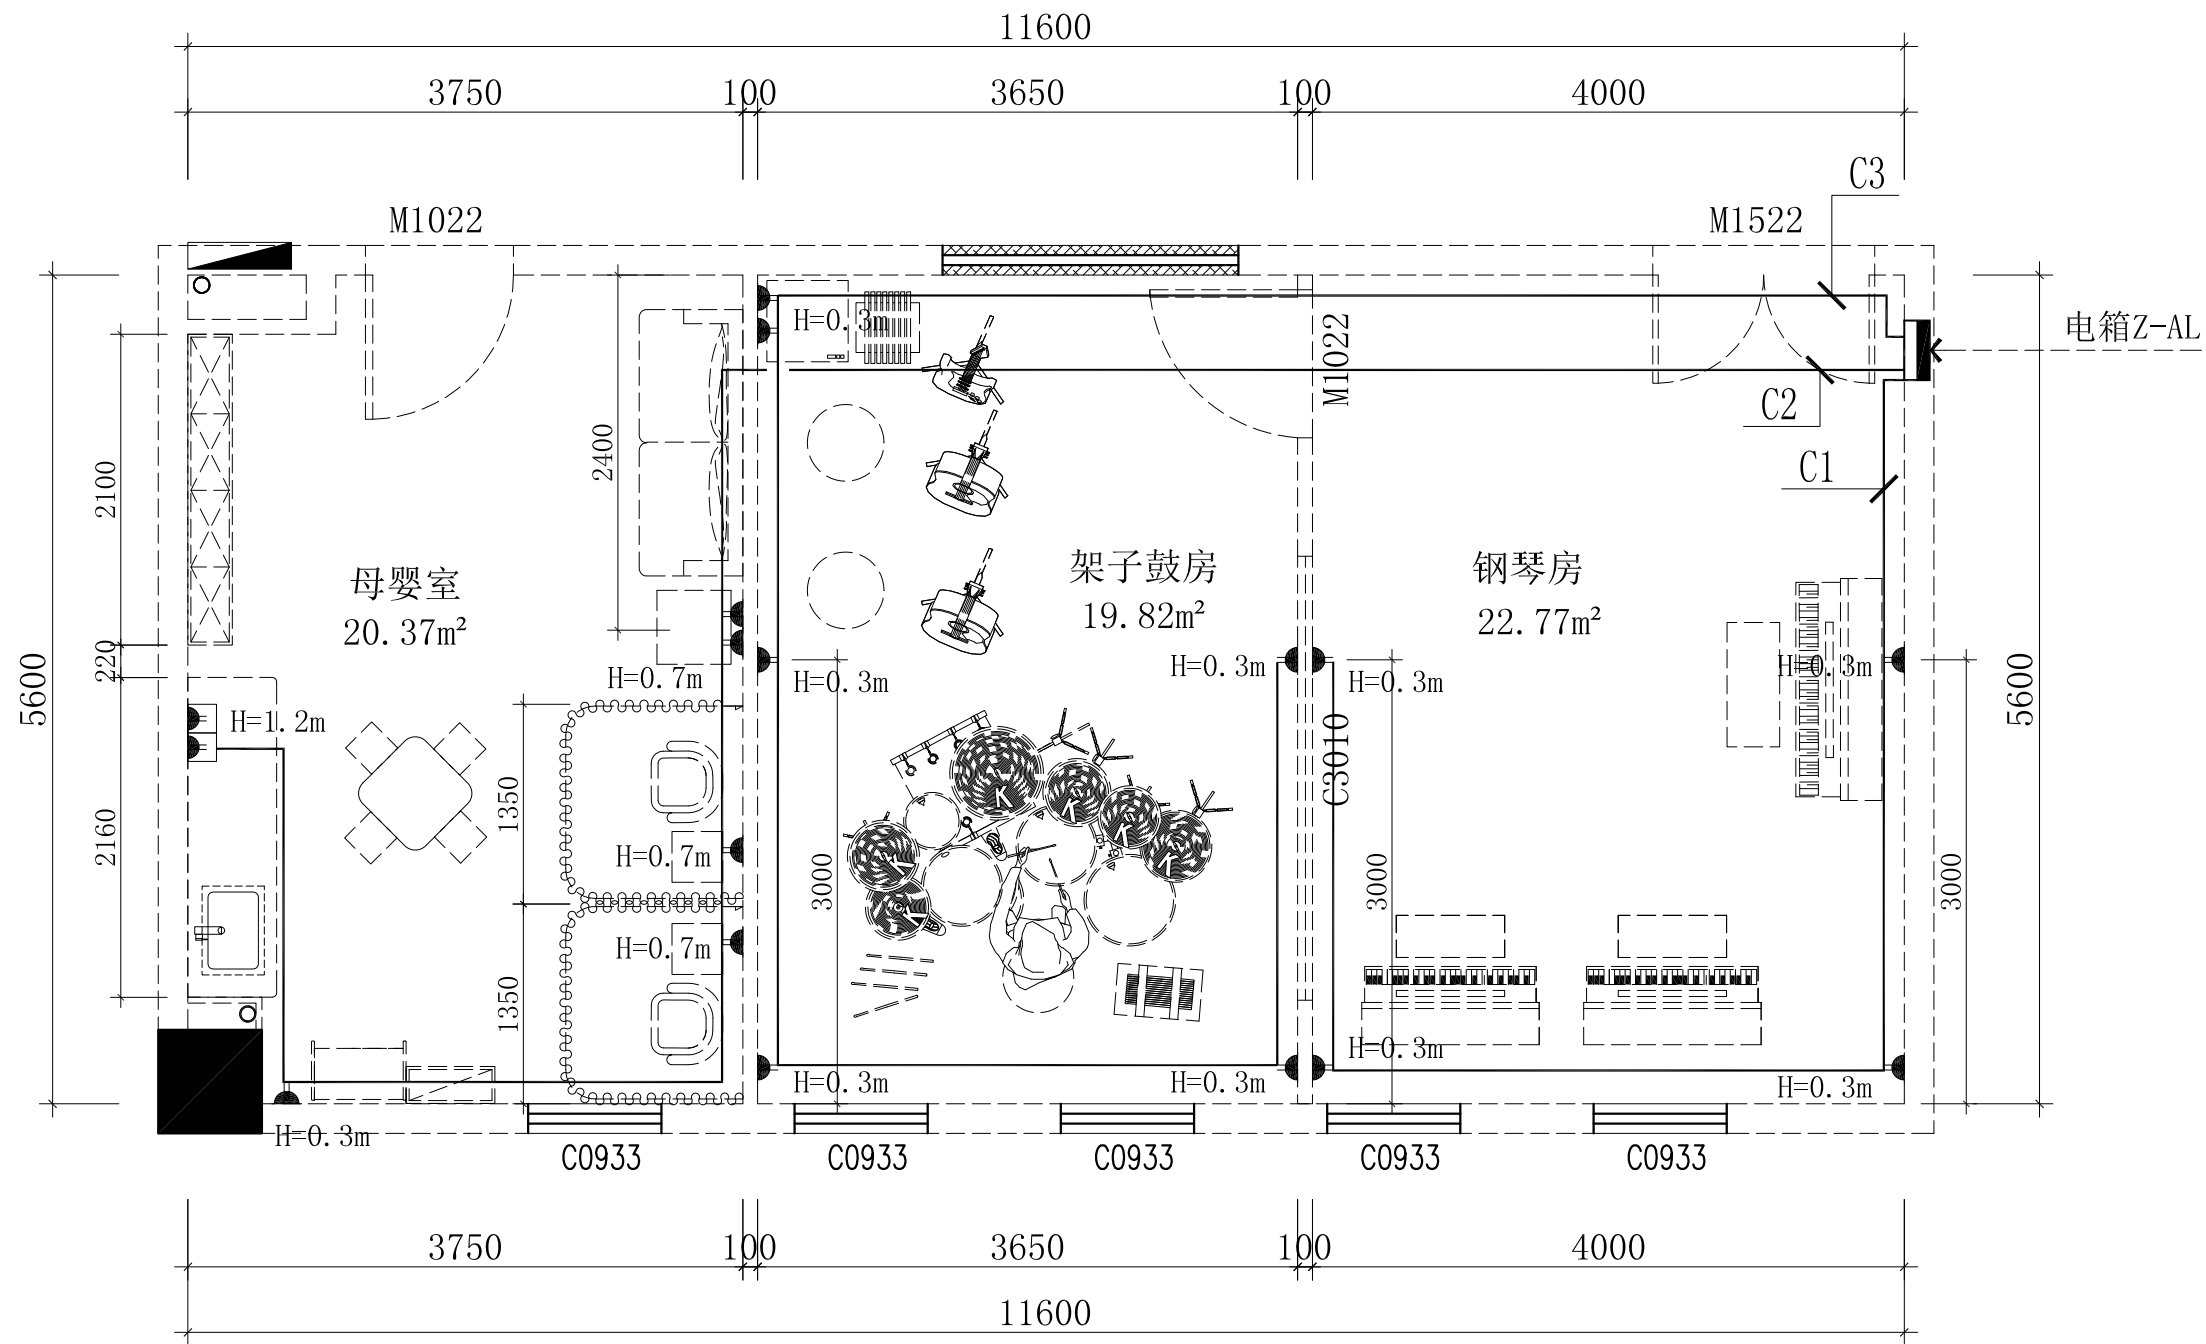 11600
3750
100
3650
100
4000
C3
M1022
M1522
H=0.3m
M1022
电箱Z-AL
C2
2400
C1
2100
架子鼓房
19.82m²
钢琴房
22.77m²
母婴室
20.37m²
220
5600
H=0.7m
H=0.3m
H=0.3m
H=0.3m
H=0.3m
5600
H=1.2m
C3010
1350
2160
H=0.7m
3000
3000
3000
H=0.7m
K
K
K
K
K
K
1350
H=0.3m
H=0.3m
H=0.3m
H=0.3m
H=0.3m
C0933
C0933
C0933
C0933
C0933
3750
100
3650
100
4000
11600